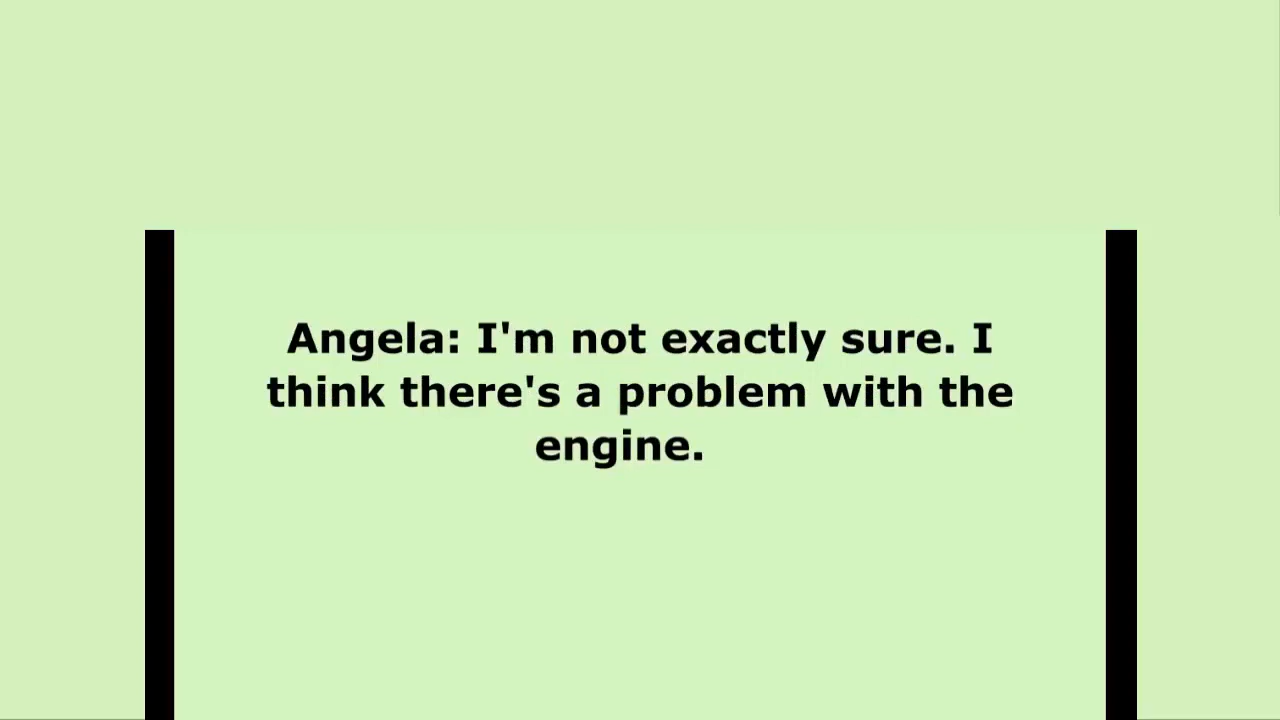 Angela: I'm not exactly sure. I
think there's a problem with the
engine.